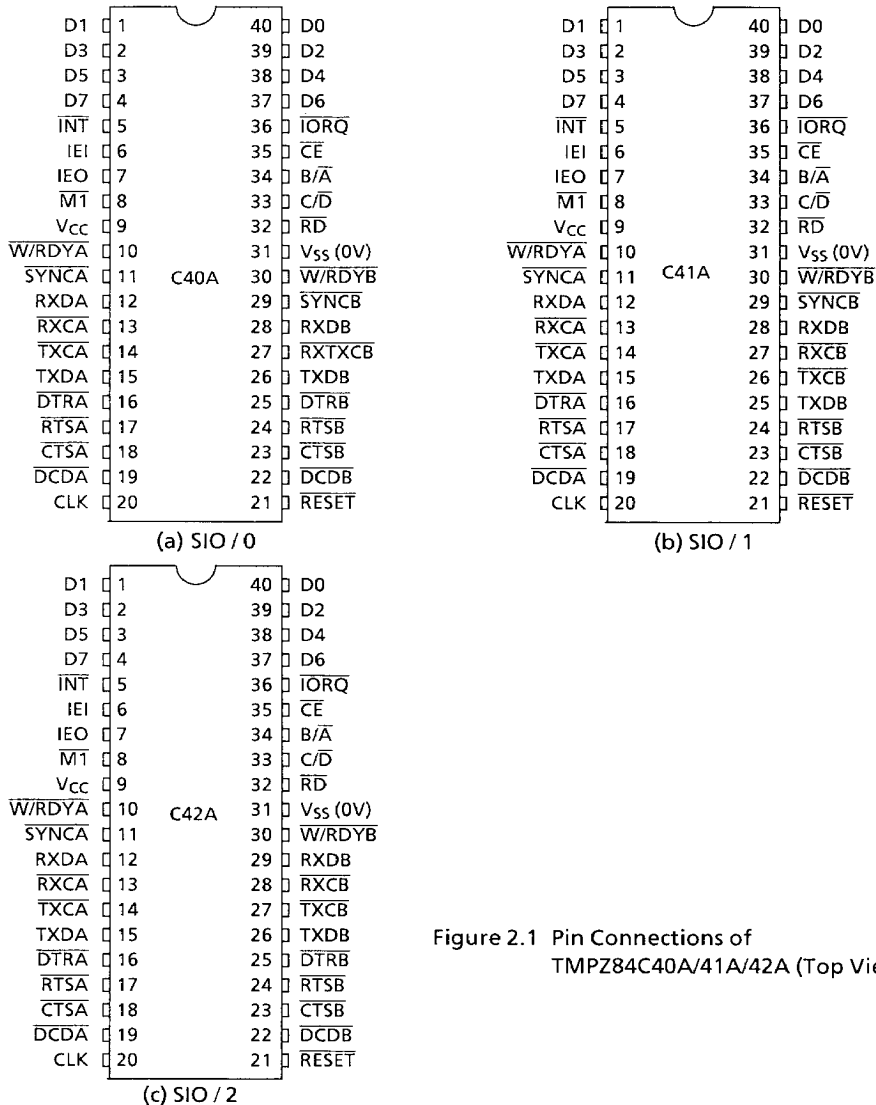 D1 1 40 D0
D3 2 39 D2
D5 3 38 D4
D7 4 37 D6
INT 5 36 IORQ
IEI 6 35 CE
IEO 7 34 B/A
M1 8 33 C/D
VCC 9 32 RD
W/RDYA 10 31 VSS (0V)
SYNCA 11 C40A 30 W/RDYB
RXDA 12 29 SYNCB
RXCA 13 28 RXDB
TXCA 14 27 RXTXCB
TXDA 15 26 TXDB
DTRA 16 25 DTRB
RTSA 17 24 RTSB
CTSA 18 23 CTSB
DCDA 19 22 DCDB
CLK 20 21 RESET
(a) SIO / 0
D1 1 40 D0
D3 2 39 D2
D5 3 38 D4
D7 4 37 D6
INT 5 36 IORQ
IEI 6 35 CE
IEO 7 34 B/A
M1 8 33 C/D
VCC 9 32 RD
W/RDYA 10 31 VSS (0V)
SYNCA 11 C41A 30 W/RDYB
RXDA 12 29 SYNCB
RXCA 13 28 RXDB
TXCA 14 27 RXCB
TXDA 15 26 TXCB
DTRA 16 25 TXDB
RTSA 17 24 RTSB
CTSA 18 23 CTSB
DCDA 19 22 DCDB
CLK 20 21 RESET
(b) SIO / 1
D1 1 40 D0
D3 2 39 D2
D5 3 38 D4
D7 4 37 D6
INT 5 36 IORQ
IEI 6 35 CE
IEO 7 34 B/A
M1 8 33 C/D
VCC 9 32 RD
W/RDYA 10 C42A 31 VSS (0V)
SYNCA 11 30 W/RDYB
RXDA 12 29 RXDB
RXCA 13 28 RXCB
TXCA 14 27 TXCB
TXDA 15 26 TXDB
DTRA 16 25 DTRB
RTSA 17 24 RTSB
CTSA 18 23 CTSB
DCDA 19 22 DCDB
CLK 20 21 RESET
(c) SIO / 2
Figure 2.1 Pin Connections of
TMPZ84C40A/41A/42A (Top Vie